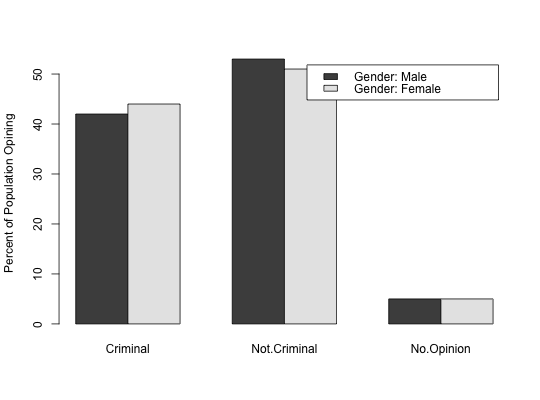 Gender: Male
Gender: Female
Percent of Population Opining
50
40
30
20
10
0
Criminal
Not.Criminal
No.Opinion